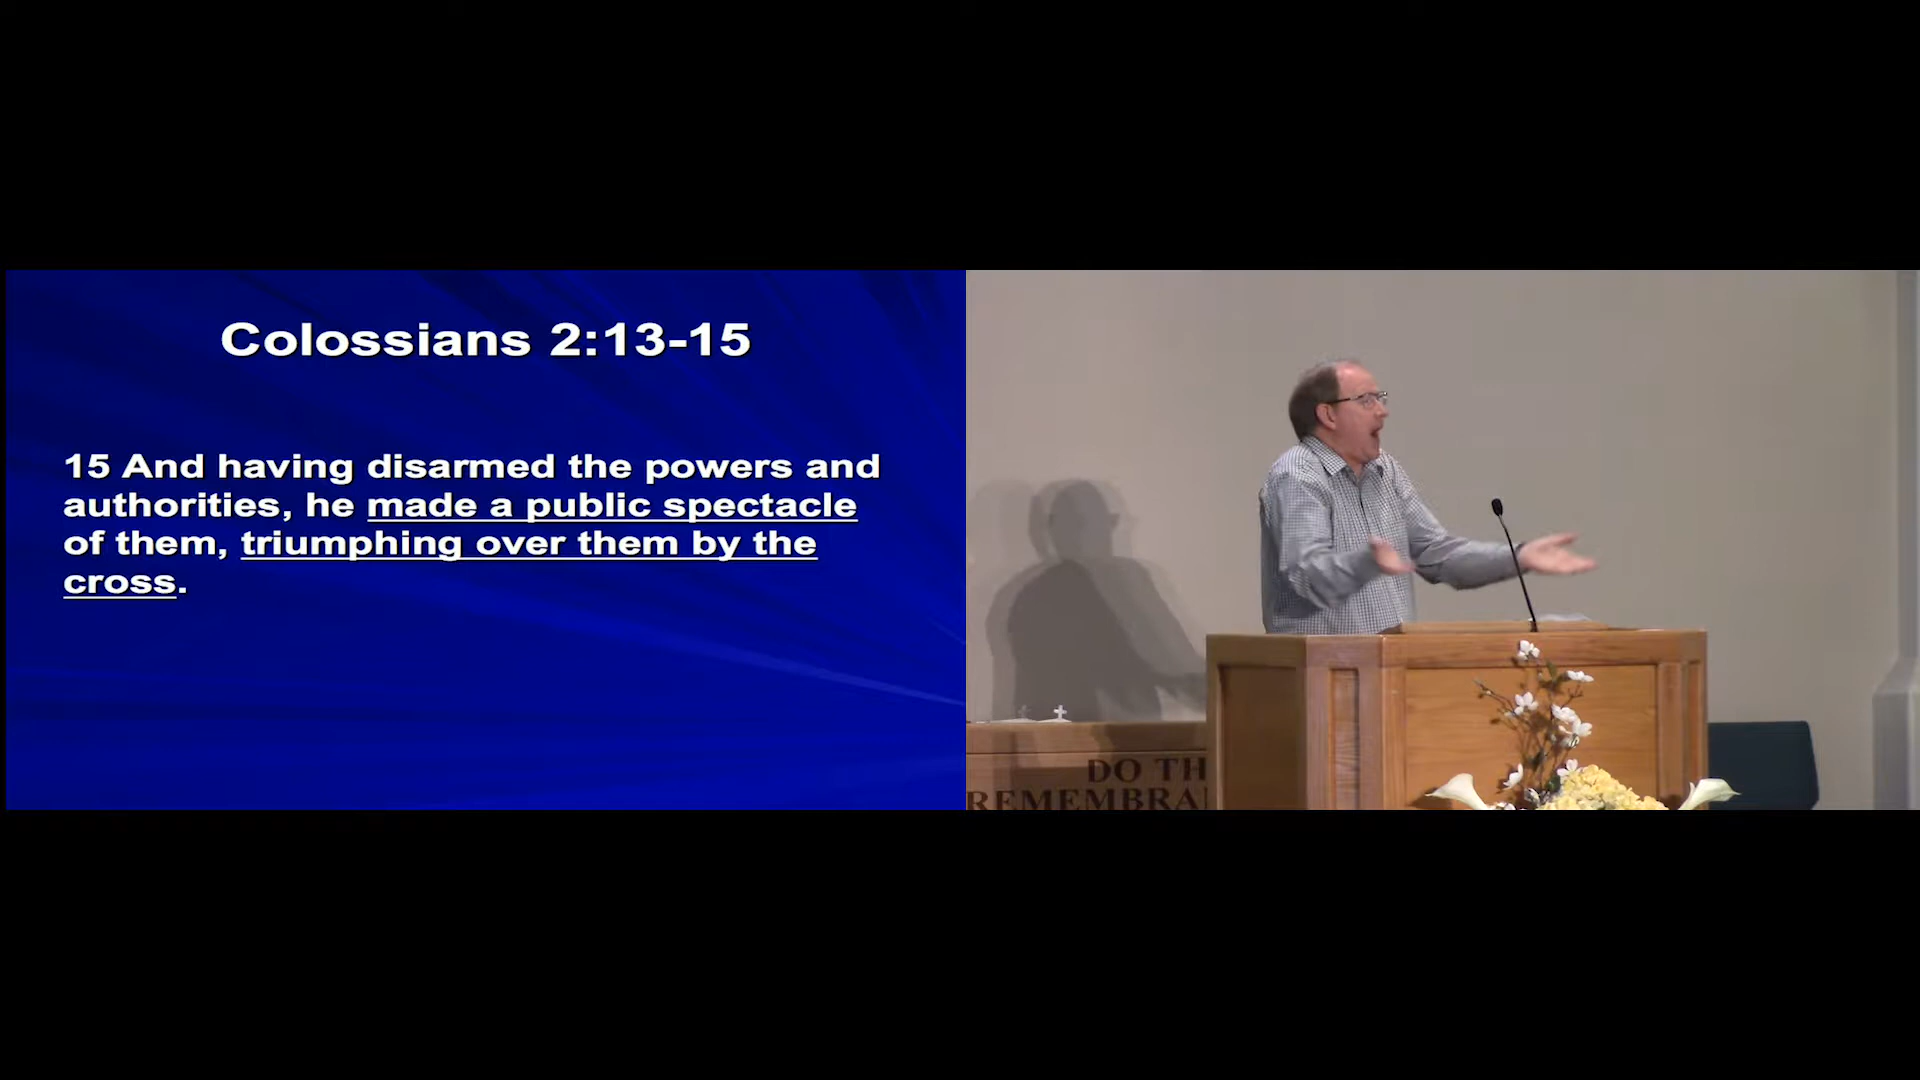 Colossians 2:13-15
15 And having disarmed the powers and
authorities, he made a public spectacle
of them, triumphing over them by the
cross.
DO TH
REMEMBRA